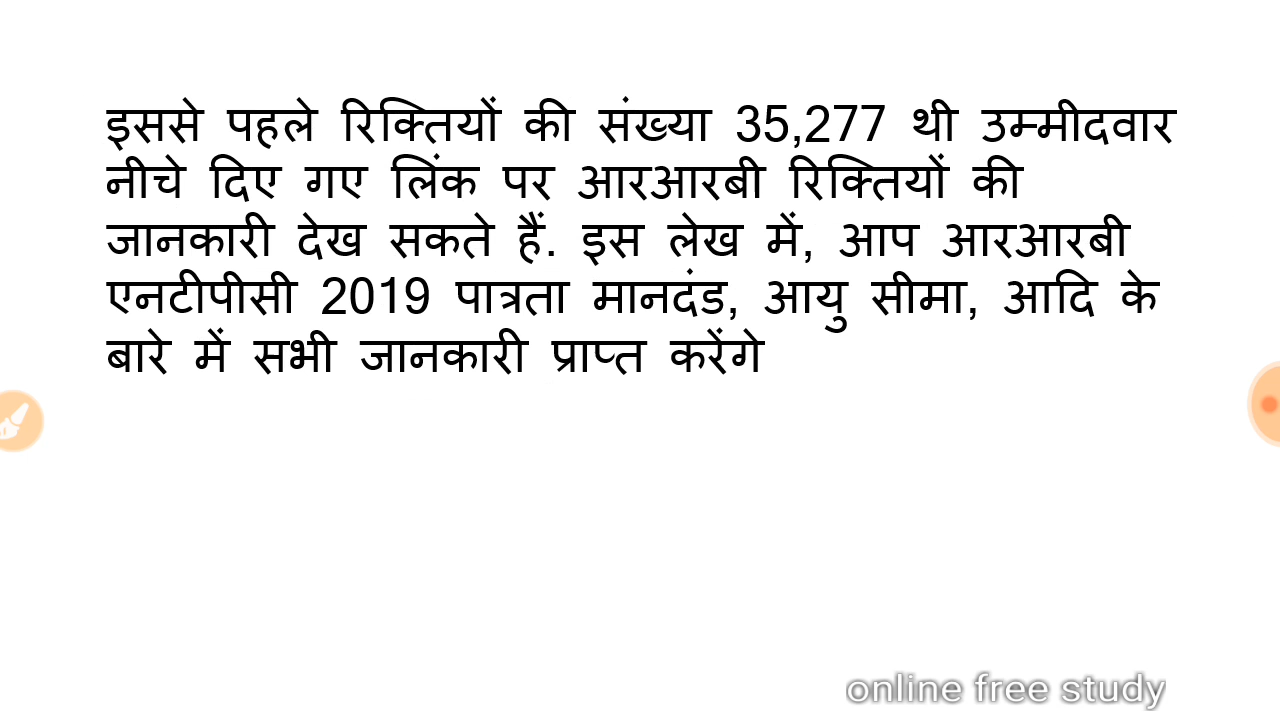 इससे पहले रिक्तियों की संख्या 35,277 थी उम्मीदवार
नीचे दिए गए लिंक पर आरआरबी रिक्तियों की
जानकारी देख सकते हैं. इस लेख में, आप आरआरबी
एनटीपीसी 2019 पात्रता मानदंड, आयु सीमा, आदि के
बारे में सभी जानकारी प्राप्त करेंगे
online free study